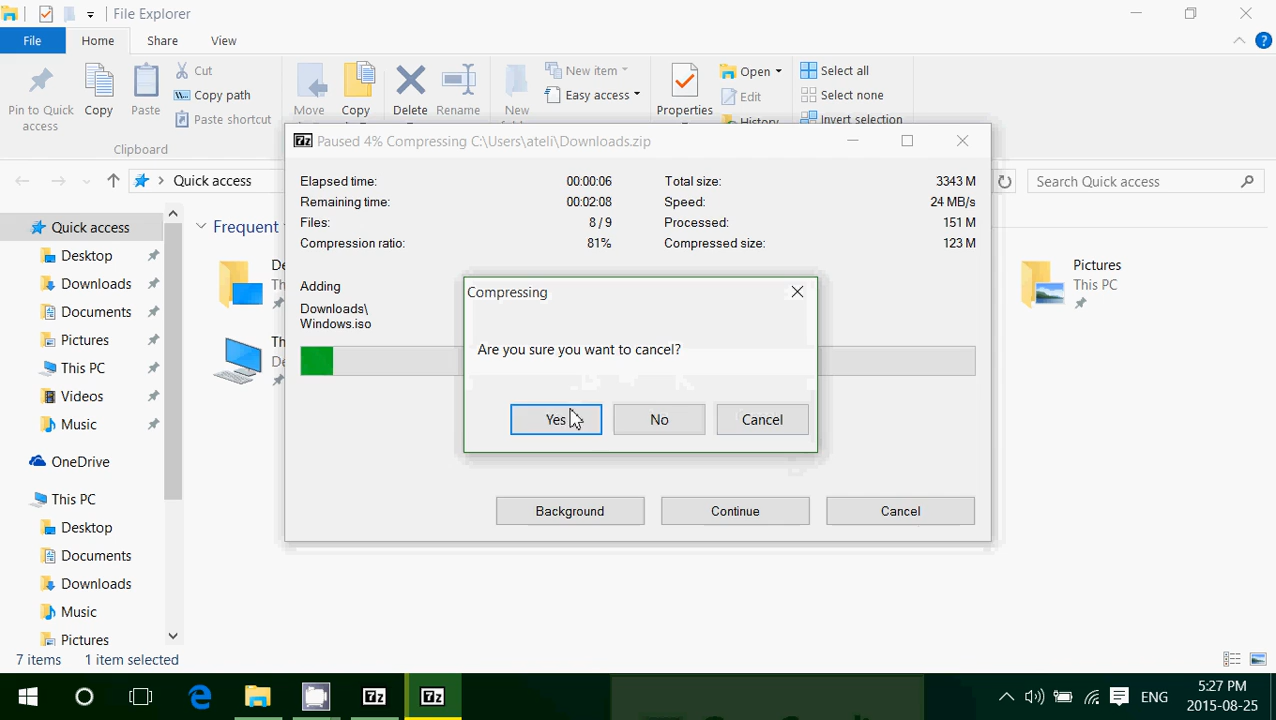 File Explorer
File
Home
Share
View
Pin to Quick access
Copy
Paste
Cut
Copy path
Paste shortcut
Clipboard
Move
Copy
Delete
Rename
New
New item
Easy access
Properties
Open
Edit
History
Select all
Select none
Invert selection
Quick access
Search Quick access
Quick access
Desktop
Downloads
Documents
Pictures
This PC
Videos
Music
OneDrive
This PC
Desktop
Documents
Downloads
Music
Pictures
Frequent
Pictures
This PC
7z Paused 4% Compressing C:\Users\ateli\Downloads.zip
Elapsed time: 00:00:06 Total size: 3343 M
Remaining time: 00:02:08 Speed: 24 MB/s
Files: 8 / 9 Processed: 151 M
Compression ratio: 81% Compressed size: 123 M
Adding
Downloads\
Windows.iso
Compressing
Are you sure you want to cancel?
Yes No Cancel
Background Continue Cancel
7 items 1 item selected
7z 7z
ENG
5:27 PM
2015-08-25